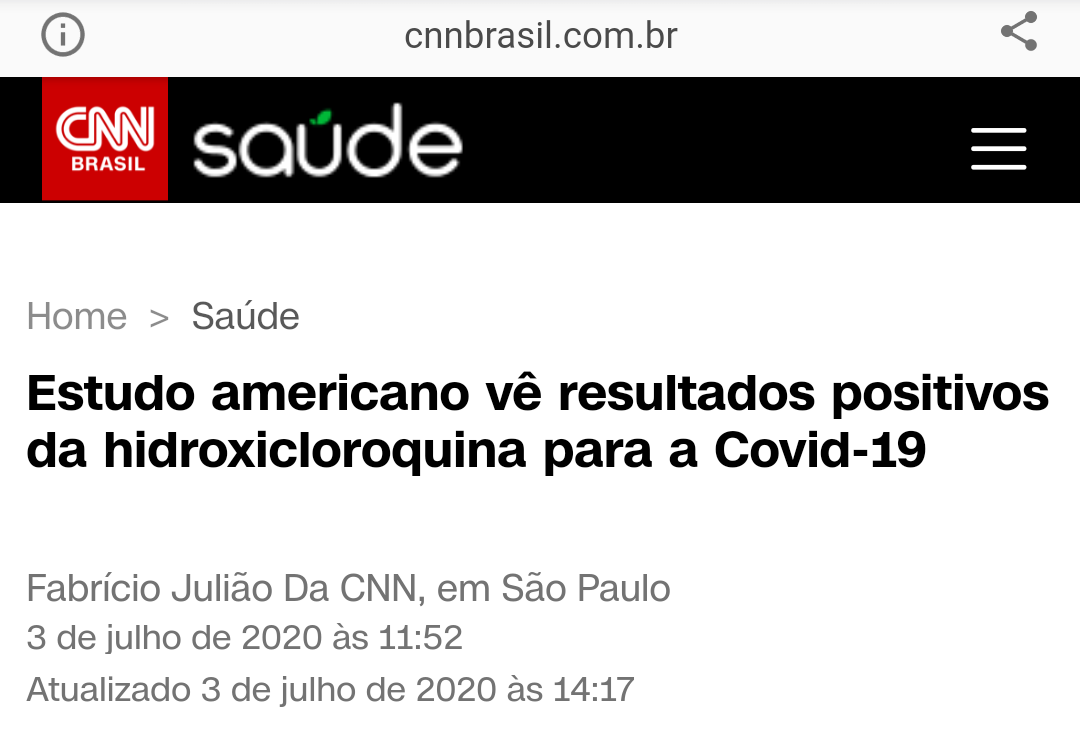 cnnbrasil.com.br
CNN
BRASIL
saúde
Home > Saúde
Estudo americano vê resultados positivos
da hidroxicloroquina para a Covid-19
Fabrício Julião Da CNN, em São Paulo
3 de julho de 2020 às 11:52
Atualizado 3 de julho de 2020 às 14:17